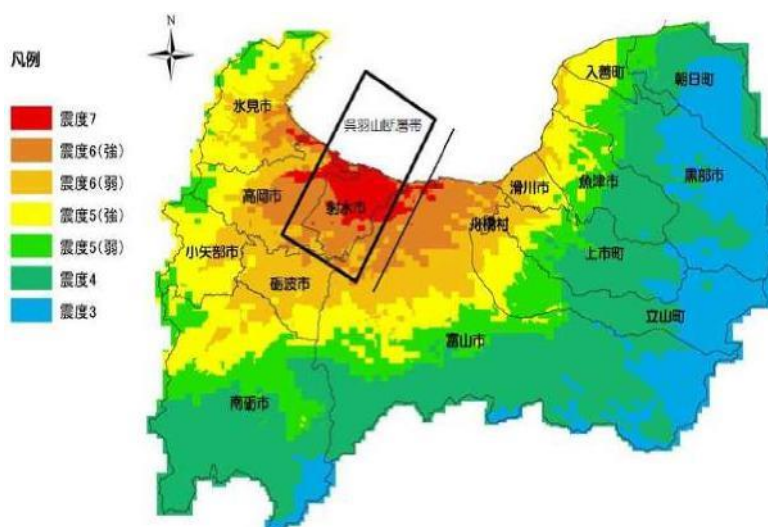 N
凡例
震度7
震度6(強)
震度6(弱)
震度5(強)
震度5(弱)
震度4
震度3
入善町
朝日町
氷見市
呉羽山断層帯
黒部市
魚津市
滑川市
高岡市
射水市
舟橋村
上市町
小矢部市
砺波市
立山町
富山市
南砺市